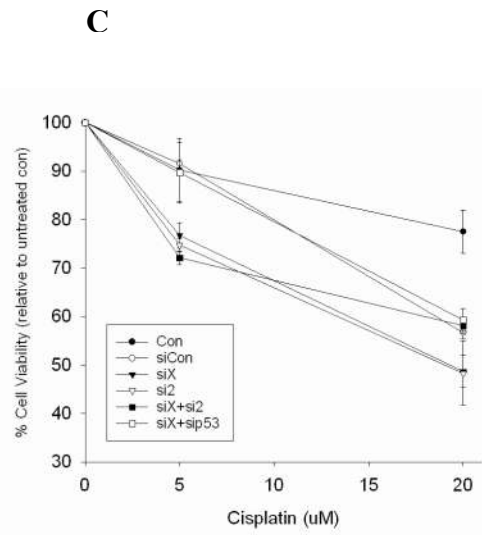 C
% Cell Viability (relative to untreated con)
100
90
80
70
60
50
40
30
Con
siCon
siX
si2
siX+si2
siX+sip53
0
5
10
15
20
Cisplatin (uM)